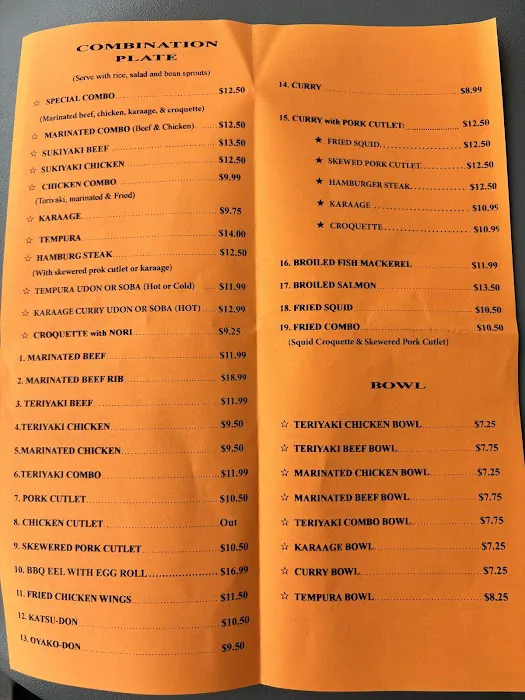 COMBINATION
PLATE
(Serve with rice, salad and bean sprouts)
☆ SPECIAL COMBO $12.50
(Marinated beef, chicken, karaage, & croquette)
☆ MARINATED COMBO (Beef & Chicken). $12.50
☆ SUKIYAKI BEEF $13.50
☆ SUKIYAKI CHICKEN $12.50
☆ CHICKEN COMBO $9.99
(Teriyaki, marinated & Fried)
☆ KARAAGE $9.75
☆ TEMPURA $14.00
☆ HAMBURG STEAK $12.50
(With skewered prok cutlet or karaage)
☆ TEMPURA UDON OR SOBA (Hot or Cold) $11.99
☆ KARAAGE CURRY UDON OR SOBA (HOT) $12.99
☆ CROQUETTE with NORI $9.25
1. MARINATED BEEF $11.99
2. MARINATED BEEF RIB $18.99
3. TERIYAKI BEEF $11.99
4.TERIYAKI CHICKEN $9.50
5.MARINATED CHICKEN $9.50
6.TERIYAKI COMBO $11.99
7. PORK CUTLET $10.50
8. CHICKEN CUTLET Out
9. SKEWERED PORK CUTLET $10.50
10. BBQ EEL WITH EGG ROLL $16.99
11. FRIED CHICKEN WINGS $11.50
12. KATSU-DON $10.50
13. OYAKO-DON $9.50
14. CURRY $8.99
15. CURRY with PORK CUTLET: $12.50
★ FRIED SQUID $12.50
★ SKEWED PORK CUTLET $12.50
★ HAMBURGER STEAK $12.50
★ KARAAGE $10.99
★ CROQUETTE $10.99
16. BROILED FISH MACKEREL $11.99
17. BROILED SALMON $13.50
18. FRIED SQUID $10.50
19. FRIED COMBO $10.50
(Squid Croquette & Skewered Pork Cutlet)
BOWL
☆ TERIYAKI CHICKEN BOWL $7.25
☆ TERIYAKI BEEF BOWL $7.75
☆ MARINATED CHICKEN BOWL $7.25
☆ MARINATED BEEF BOWL $7.75
☆ TERIYAKI COMBO BOWL $7.75
☆ KARAAGE BOWL $7.25
☆ CURRY BOWL $7.25
☆ TEMPURA BOWL $8.25